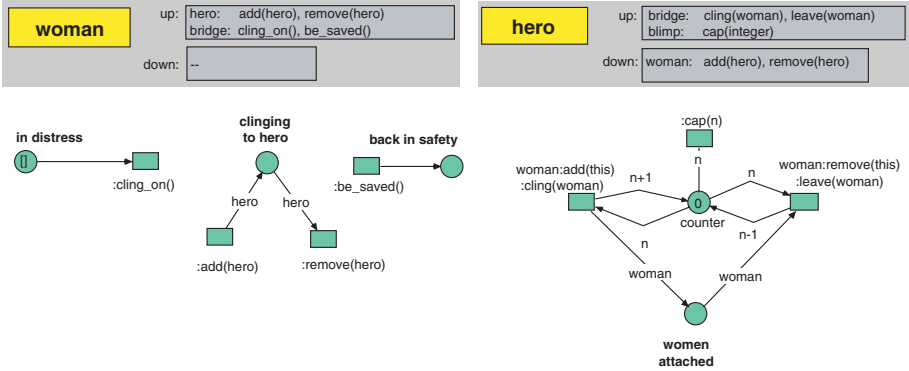 woman
up: hero: add(hero), remove(hero)
bridge: cling_on(), be_saved()
down: --
hero
up: bridge: cling(woman), leave(woman)
blimp: cap(integer)
down: woman: add(hero), remove(hero)
in distress
[]
:cling_on()
clinging
to hero
hero
hero
:add(hero)
:remove(hero)
back in safety
:be_saved()
:cap(n)
n
woman:add(this)
:cling(woman)
n+1
n
woman:remove(this)
:leave(woman)
0
counter
n
n-1
woman
woman
women
attached